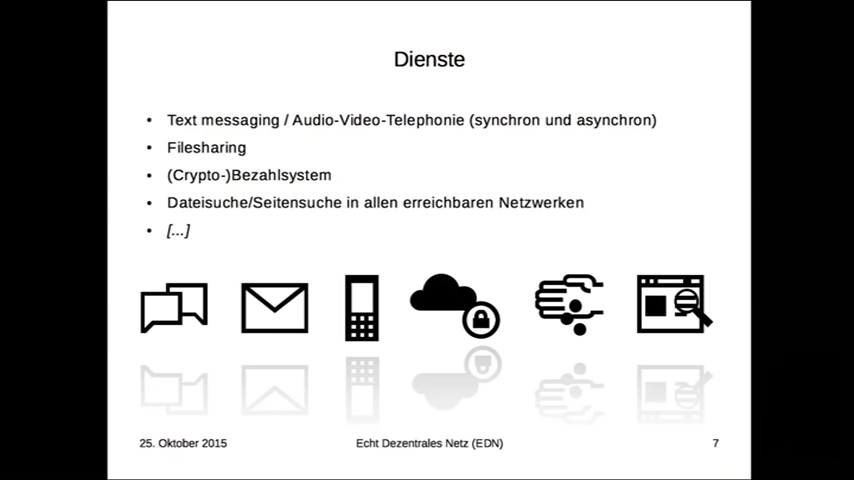 Dienste
• Text messaging / Audio-Video-Telephonie (synchron und asynchron)
• Filesharing
• (Crypto-)Bezahlsystem
• Dateisuche/Seitensuche in allen erreichbaren Netzwerken
• [...]
25. Oktober 2015 Echt Dezentrales Netz (EDN) 7